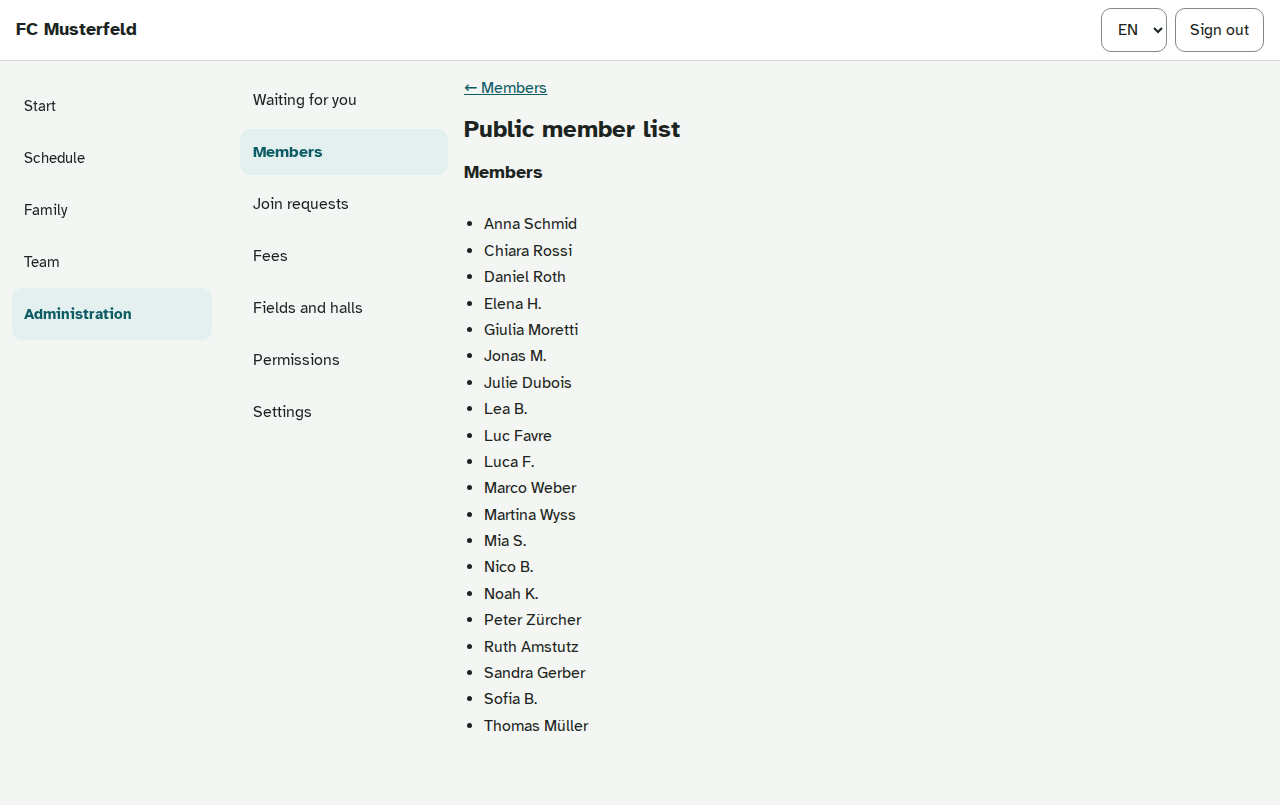 FC Musterfeld
EN
Sign out
Start
Schedule
Family
Team
Administration
Waiting for you
Members
Join requests
Fees
Fields and halls
Permissions
Settings
← Members
Public member list
Members
• Anna Schmid
• Chiara Rossi
• Daniel Roth
• Elena H.
• Giulia Moretti
• Jonas M.
• Julie Dubois
• Lea B.
• Luc Favre
• Luca F.
• Marco Weber
• Martina Wyss
• Mia S.
• Nico B.
• Noah K.
• Peter Zürcher
• Ruth Amstutz
• Sandra Gerber
• Sofia B.
• Thomas Müller